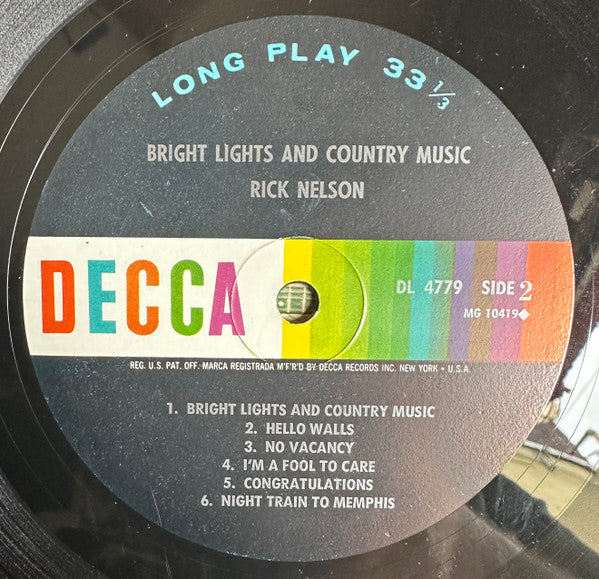 LONG PLAY 33 1/3
BRIGHT LIGHTS AND COUNTRY MUSIC
RICK NELSON
DECCA
DL 4779 SIDE 2
MG 10419◆
REG. U.S. PAT. OFF. MARCA REGISTRADA M'F'R'D BY DECCA RECORDS INC. NEW YORK • U.S.A.
1. BRIGHT LIGHTS AND COUNTRY MUSIC
2. HELLO WALLS
3. NO VACANCY
4. I'M A FOOL TO CARE
5. CONGRATULATIONS
6. NIGHT TRAIN TO MEMPHIS